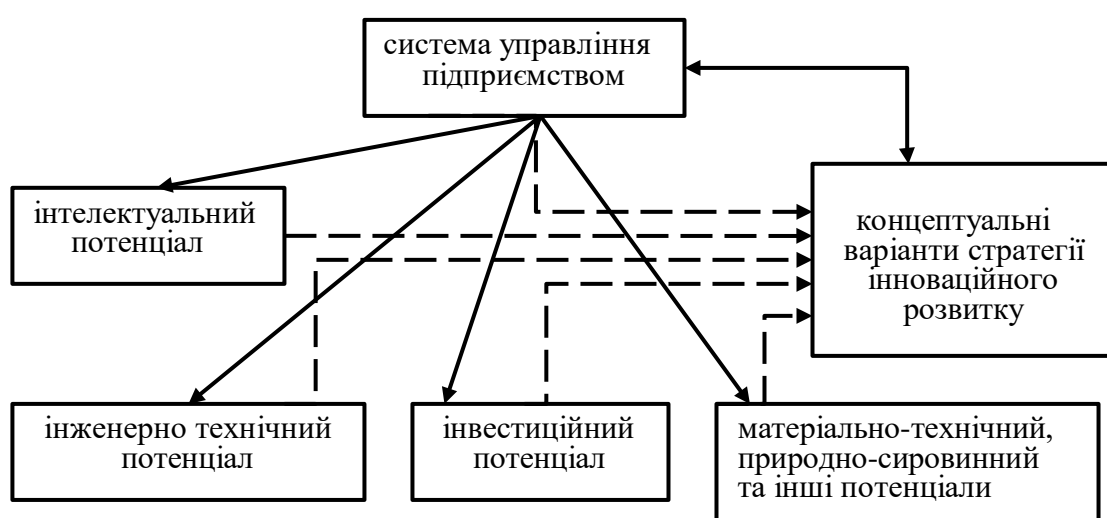 система управління
підприємством
інтелектуальний
потенціал
концептуальні
варіанти стратегії
інноваційного
розвитку
інженерно технічний
потенціал
інвестиційний
потенціал
матеріально-технічний,
природно-сировинний
та інші потенціали